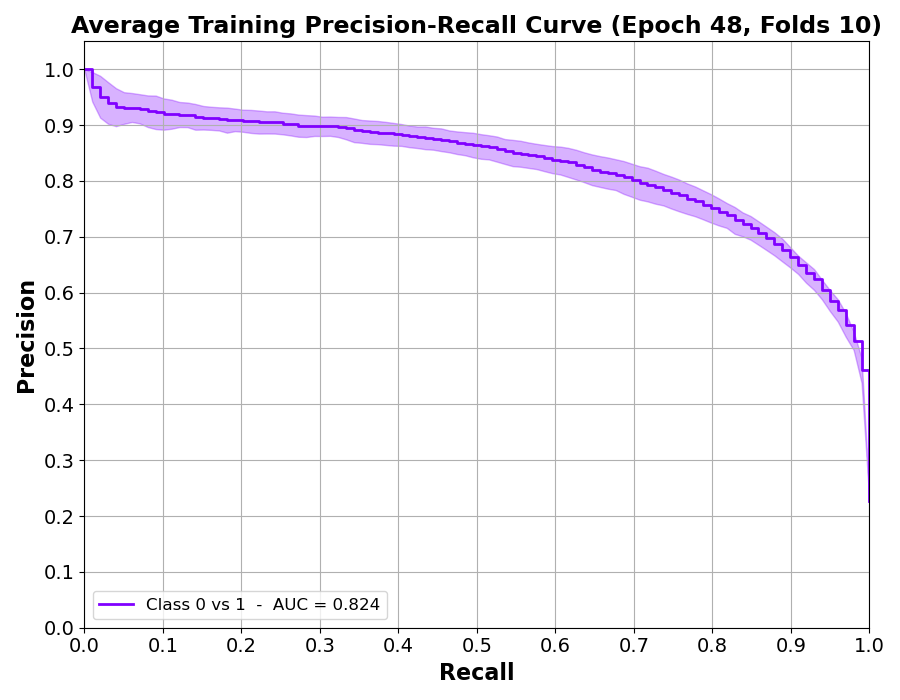 Average Training Precision-Recall Curve (Epoch 48, Folds 10)
1.0
0.9
0.8
0.7
0.6
0.5
0.4
0.3
0.2
0.1
0.0
Precision
Class 0 vs 1  -  AUC = 0.824
0.0 0.1 0.2 0.3 0.4 0.5 0.6 0.7 0.8 0.9 1.0
Recall